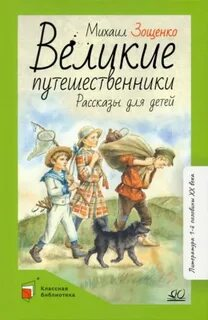 Михаил Зощенко
Великие
путешественники
Рассказы для детей
Литература 1-й половины XX века
Классная
библиотека